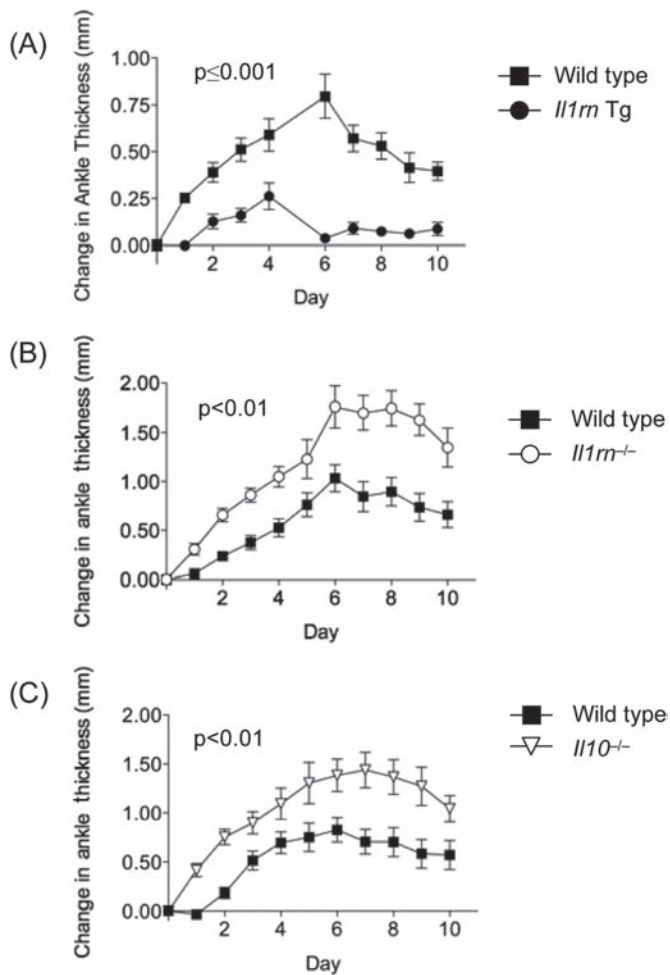 (A)
Change in Ankle Thickness (mm)
1.00
0.75
0.50
0.25
0.00
p≤0.001
2 4 6 8 10
Day
Wild type
Il1rn Tg
(B)
Change in ankle thickness (mm)
2.00
1.50
1.00
0.50
0.00
p<0.01
2 4 6 8 10
Day
Wild type
Il1rn–/–
(C)
Change in ankle thickness (mm)
2.00
1.50
1.00
0.50
0.00
p<0.01
2 4 6 8 10
Day
Wild type
Il10–/–